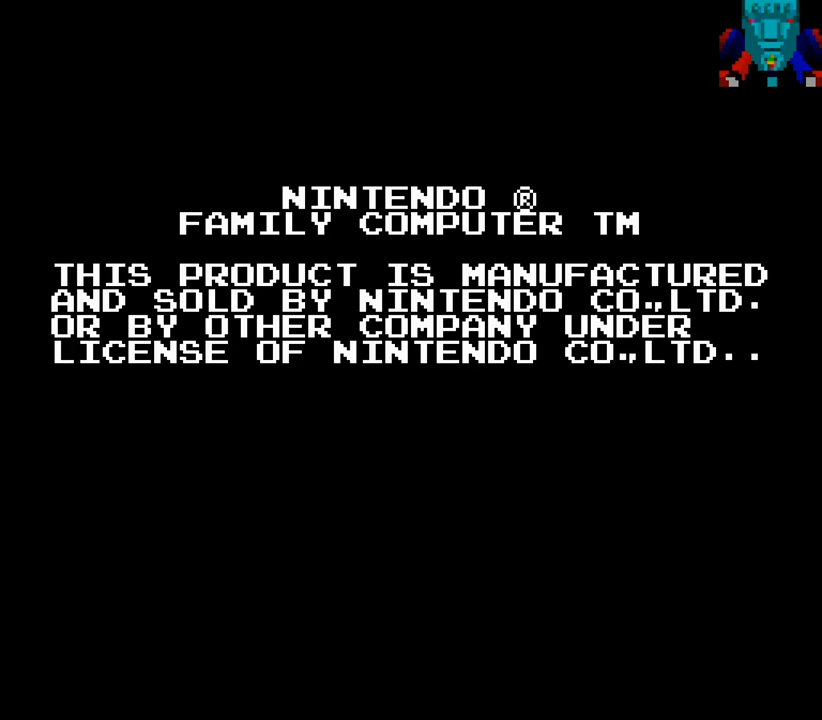 NINTENDO ®
FAMILY COMPUTER TM
THIS PRODUCT IS MANUFACTURED
AND SOLD BY NINTENDO CO.,LTD.
OR BY OTHER COMPANY UNDER
LICENSE OF NINTENDO CO.,LTD..